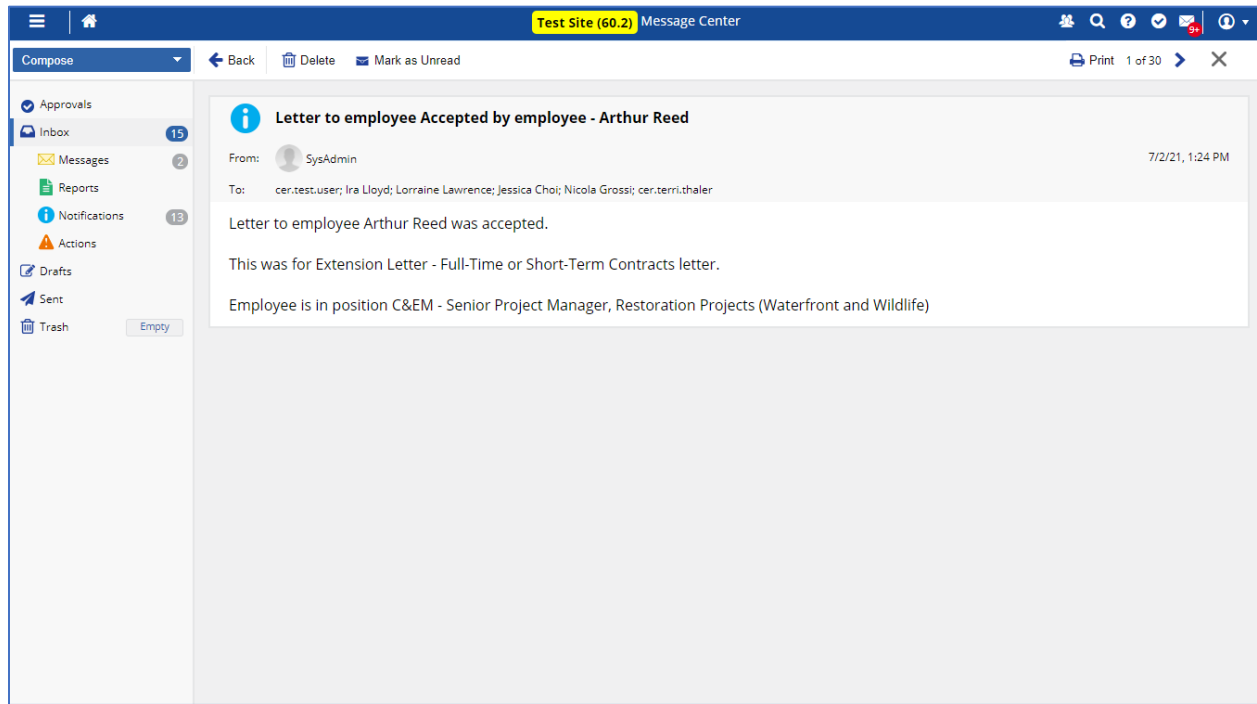 Test Site (60.2) Message Center
9+
Compose
Back Delete Mark as Unread Print 1 of 30
Approvals
Inbox 15
Messages 2
Reports
Notifications 13
Actions
Drafts
Sent
Trash Empty
Letter to employee Accepted by employee - Arthur Reed
From: SysAdmin 7/2/21, 1:24 PM
To: cer.test.user; Ira Lloyd; Lorraine Lawrence; Jessica Choi; Nicola Grossi; cer.terri.thaler
Letter to employee Arthur Reed was accepted.
This was for Extension Letter - Full-Time or Short-Term Contracts letter.
Employee is in position C&EM - Senior Project Manager, Restoration Projects (Waterfront and Wildlife)